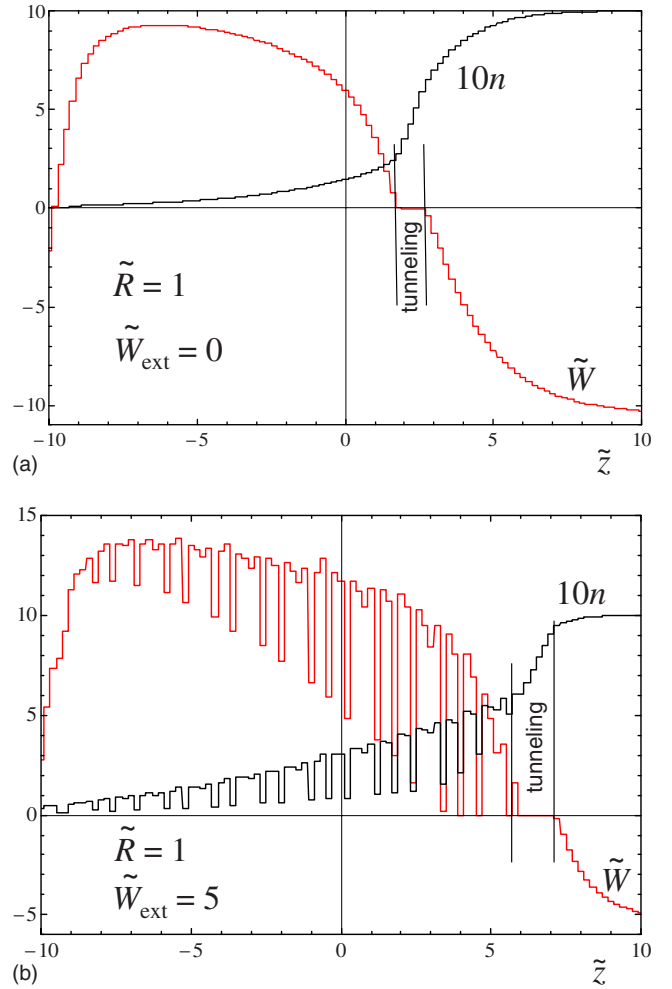 10
5
0
-5
-10
10n
tunneling
R̃ = 1
W̃ext = 0
W̃
-10 -5 0 5 10
(a) z̃
15
10
5
0
-5
10n
tunneling
R̃ = 1
W̃ext = 5
W̃
-10 -5 0 5 10
(b) z̃